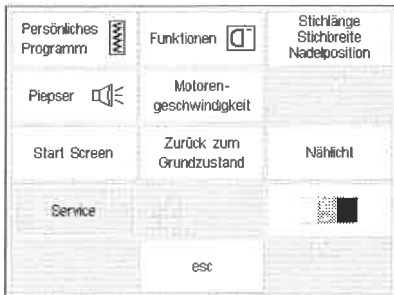 Persönliches
Programm
Funktionen
Stichlänge
Stichbreite
Nadelposition
Piepser
Motoren-
geschwindigkeit
Start Screen
Zurück zum
Grundzustand
Nählicht
Service
esc